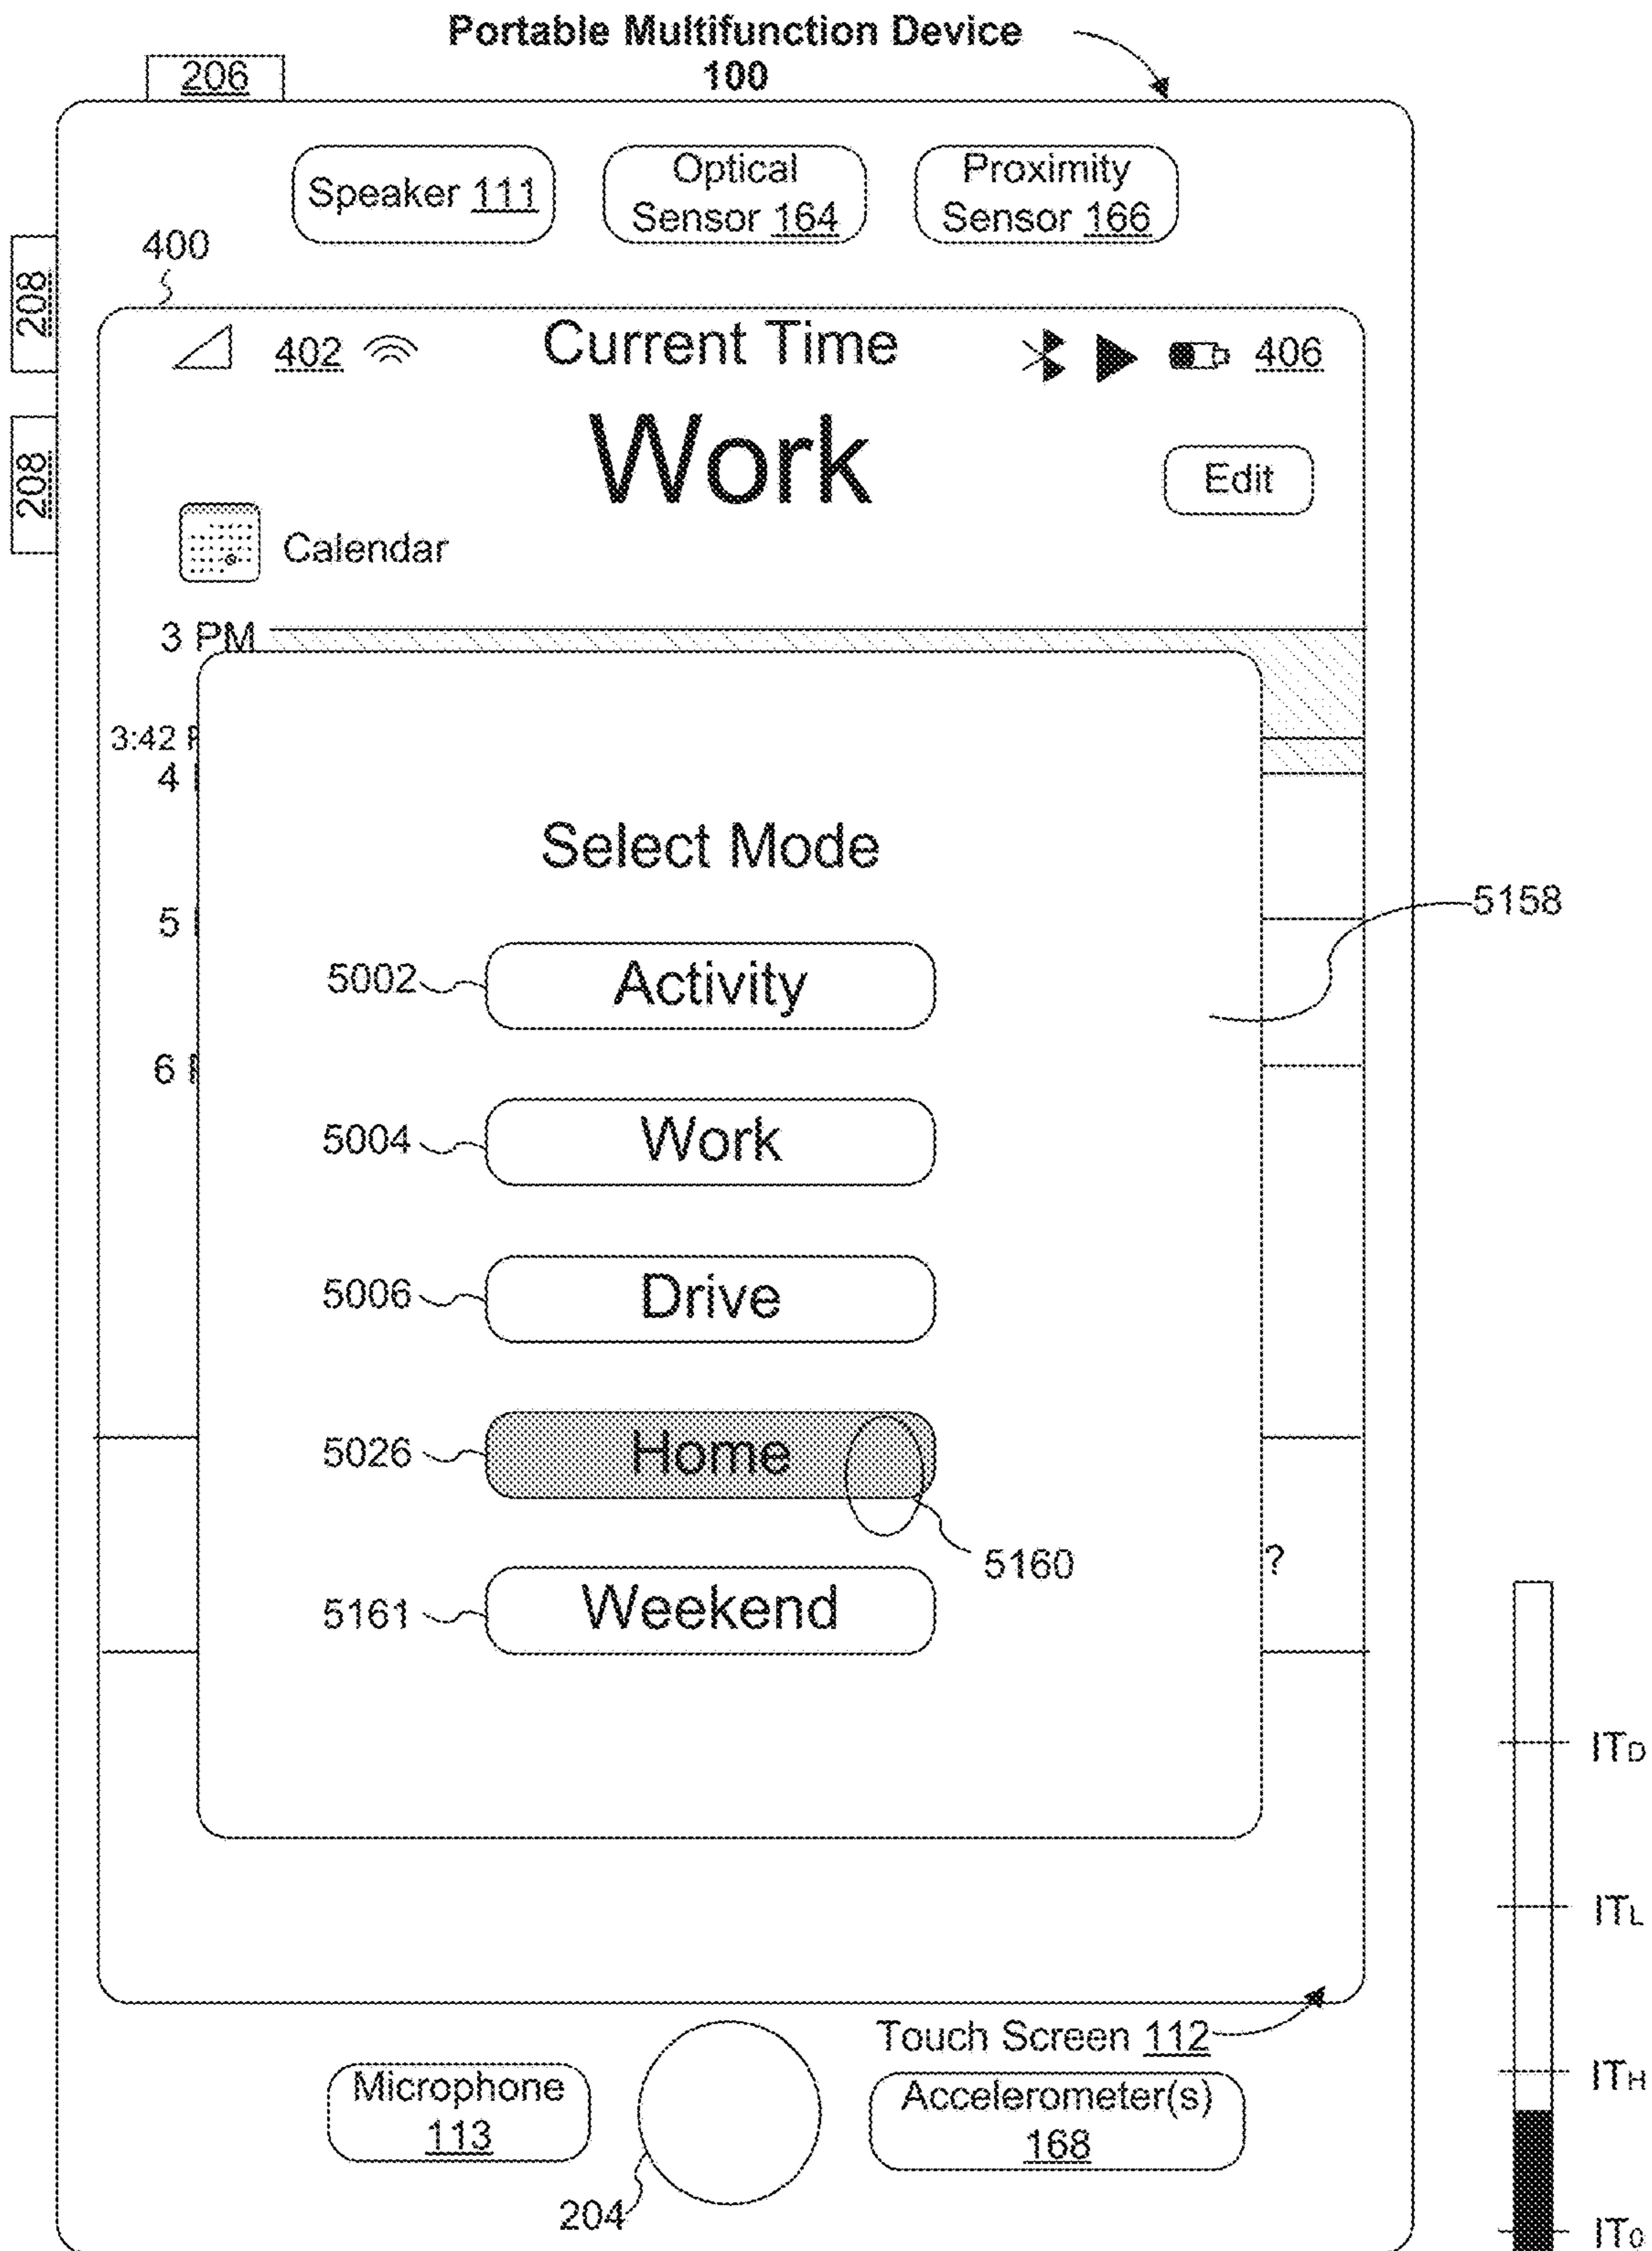 Portable Multifunction Device
100
206
Speaker 111
Optical
Sensor 164
Proximity
Sensor 166
208
208
400
402
Current Time
406
Work
Edit
Calendar
3 PM
3:42
4
5
6
Select Mode
5158
5002
Activity
5004
Work
5006
Drive
5026
Home
5160
?
5161
Weekend
ITD
ITL
ITH
IT0
Touch Screen 112
Microphone
113
Accelerometer(s)
168
204